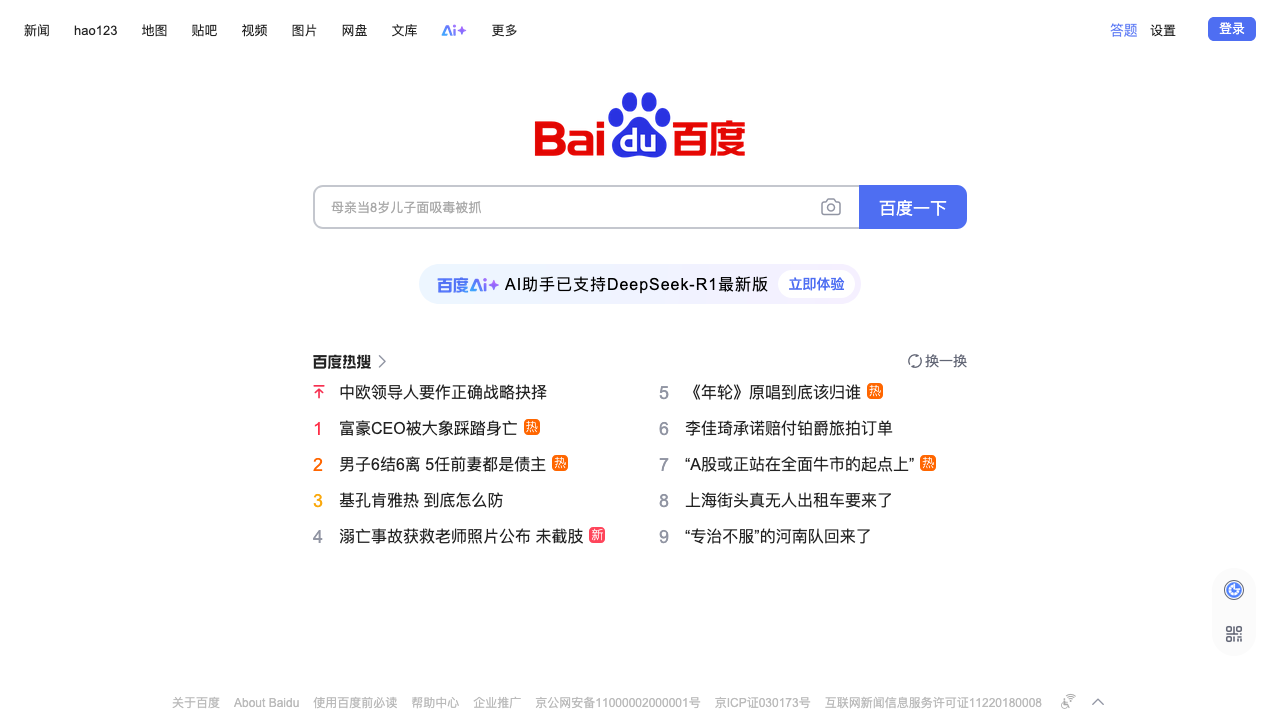 新闻 hao123 地图 贴吧 视频 图片 网盘 文库 Ai+ 更多 答题 设置 登录
Bai du 百度
母亲当8岁儿子面吸毒被抓 百度一下
百度Ai+ AI助手已支持DeepSeek-R1最新版 立即体验
百度热搜 换一换
中欧领导人要作正确战略抉择
1 富豪CEO被大象踩踏身亡 热
2 男子6结6离 5任前妻都是债主 热
3 基孔肯雅热 到底怎么防
4 溺亡事故获救老师照片公布 未截肢 新
5 《年轮》原唱到底该归谁 热
6 李佳琦承诺赔付铂爵旅拍订单
7 “A股或正站在全面牛市的起点上” 热
8 上海街头真无人出租车要来了
9 “专治不服”的河南队回来了
关于百度 About Baidu 使用百度前必读 帮助中心 企业推广 京公网安备11000002000001号 京ICP证030173号 互联网新闻信息服务许可证11220180008